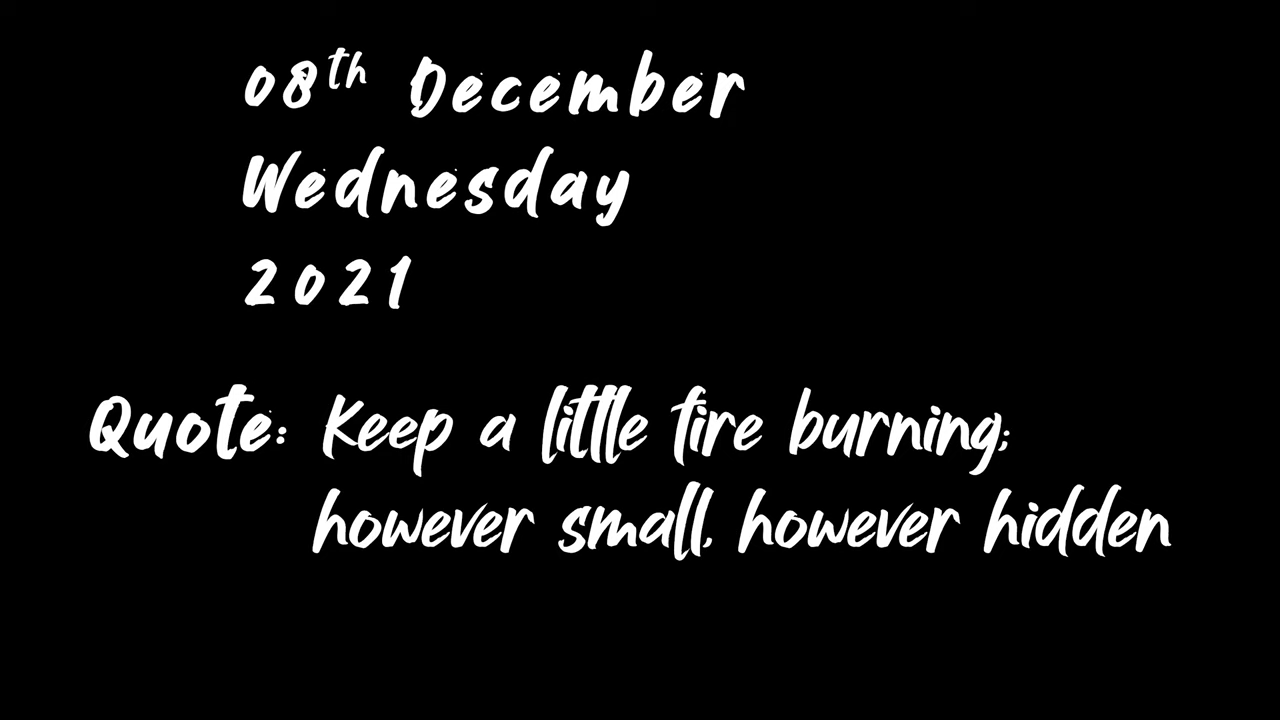 08th December
Wednesday
2021
Quote: Keep a little fire burning;
however small, however hidden